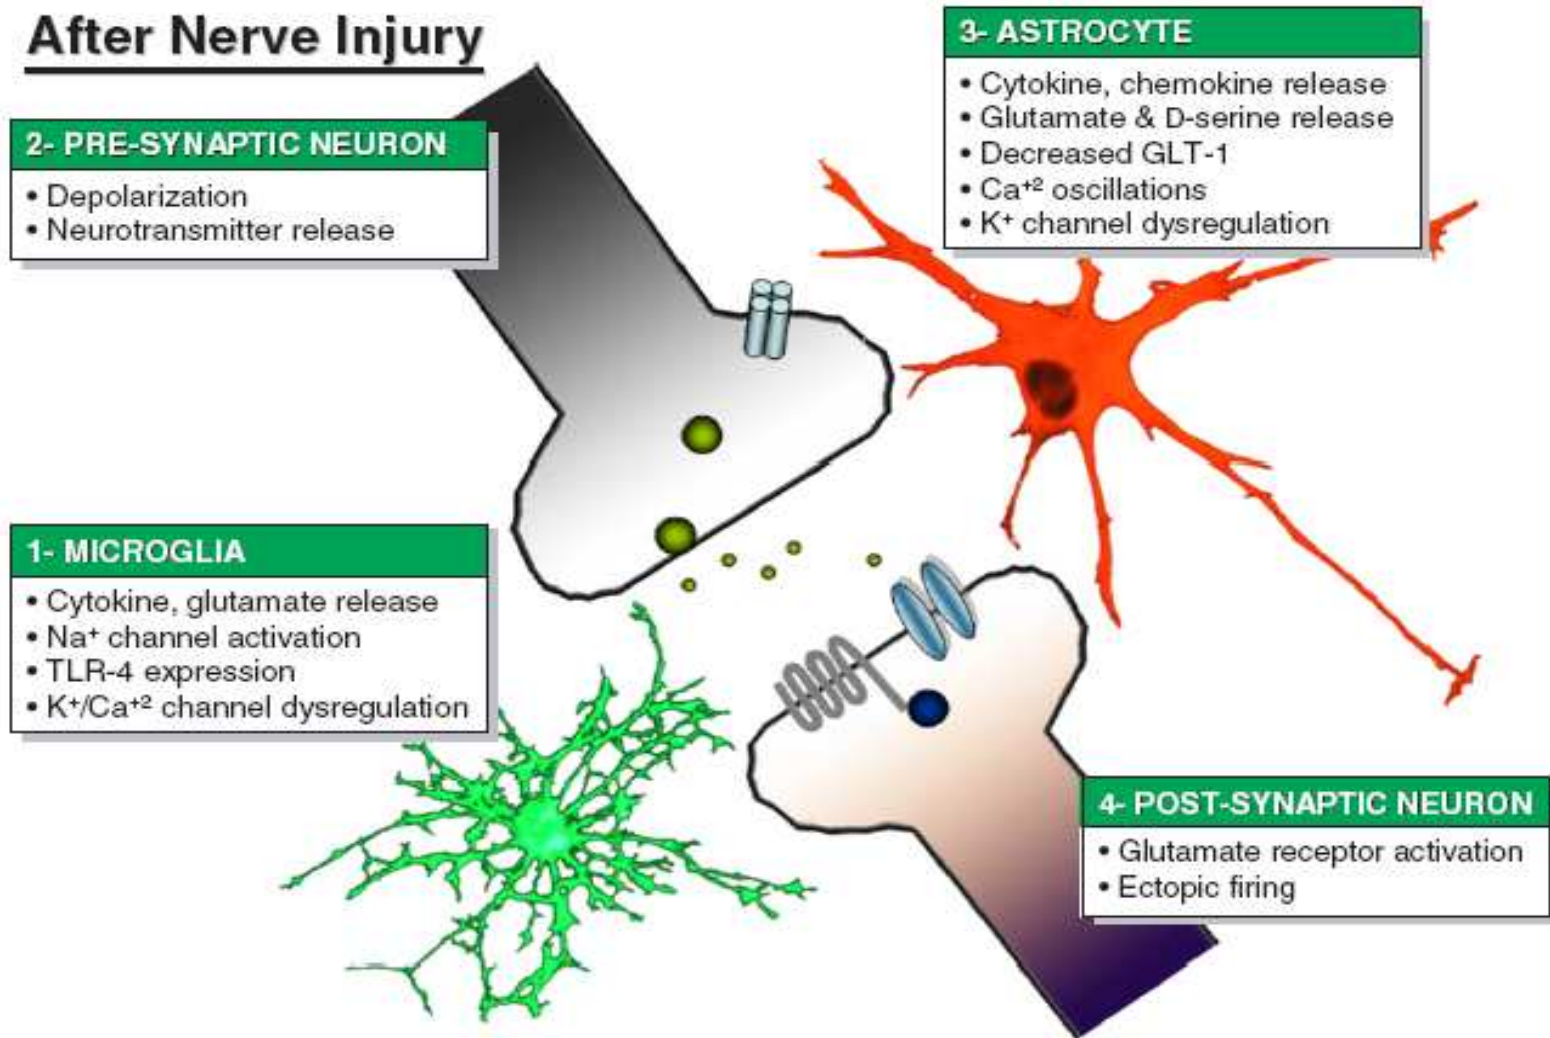 After Nerve Injury
2- PRE-SYNAPTIC NEURON
• Depolarization
• Neurotransmitter release
3- ASTROCYTE
• Cytokine, chemokine release
• Glutamate & D-serine release
• Decreased GLT-1
• Ca⁺² oscillations
• K⁺ channel dysregulation
1- MICROGLIA
• Cytokine, glutamate release
• Na⁺ channel activation
• TLR-4 expression
• K⁺/Ca⁺² channel dysregulation
4- POST-SYNAPTIC NEURON
• Glutamate receptor activation
• Ectopic firing